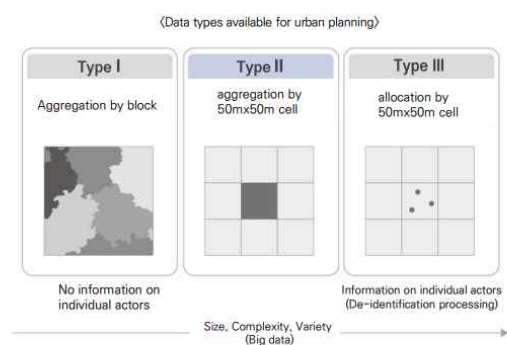 〈Data types available for urban planning〉
Type Ⅰ
Aggregation by block
No information on
individual actors
Type Ⅱ
aggregation by
50mx50m cell
Type Ⅲ
allocation by
50mx50m cell
Information on individual actors
(De-identification processing)
Size, Complexity, Variety
(Big data)